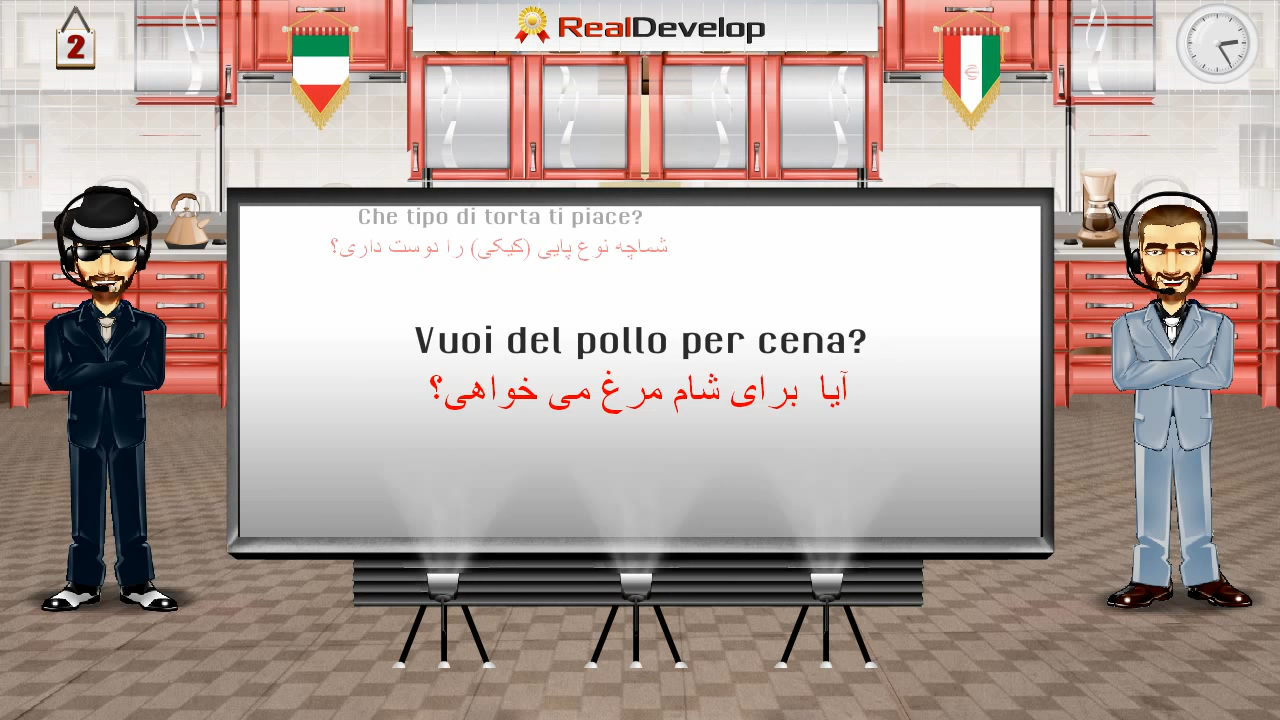 2
RealDevelop
Che tipo di torta ti piace?
شماچه نوع پایی (کیکی) را دوست داری؟
Vuoi del pollo per cena?
آیا برای شام مرغ می خواهی؟